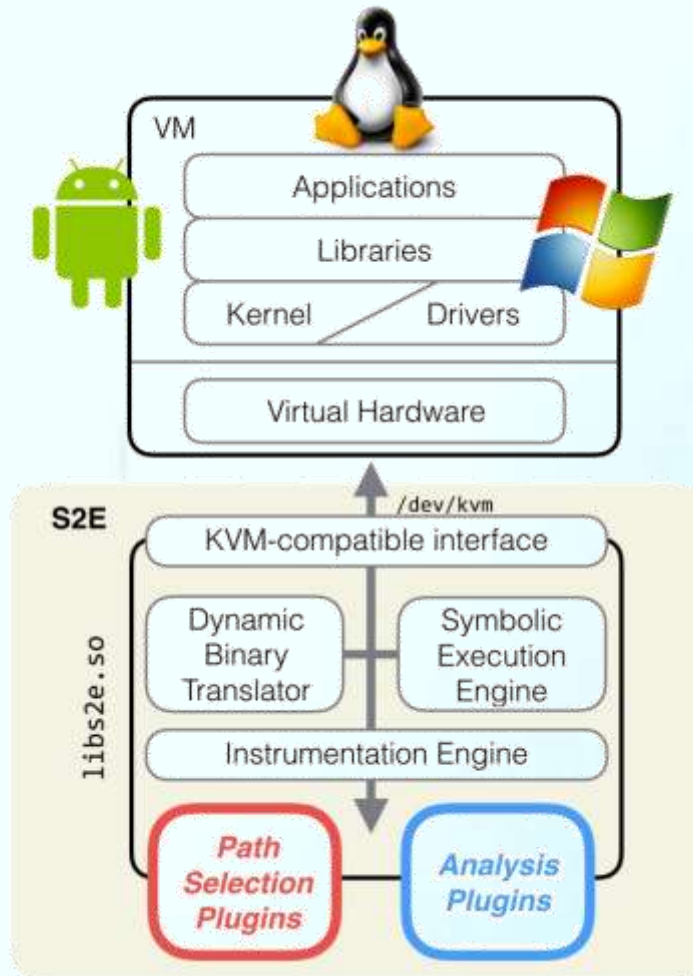 VM
Applications
Libraries
Kernel
Drivers
Virtual Hardware
/dev/kvm
S2E
KVM-compatible interface
libs2e.so
Dynamic
Binary
Translator
Symbolic
Execution
Engine
Instrumentation Engine
Path
Selection
Plugins
Analysis
Plugins